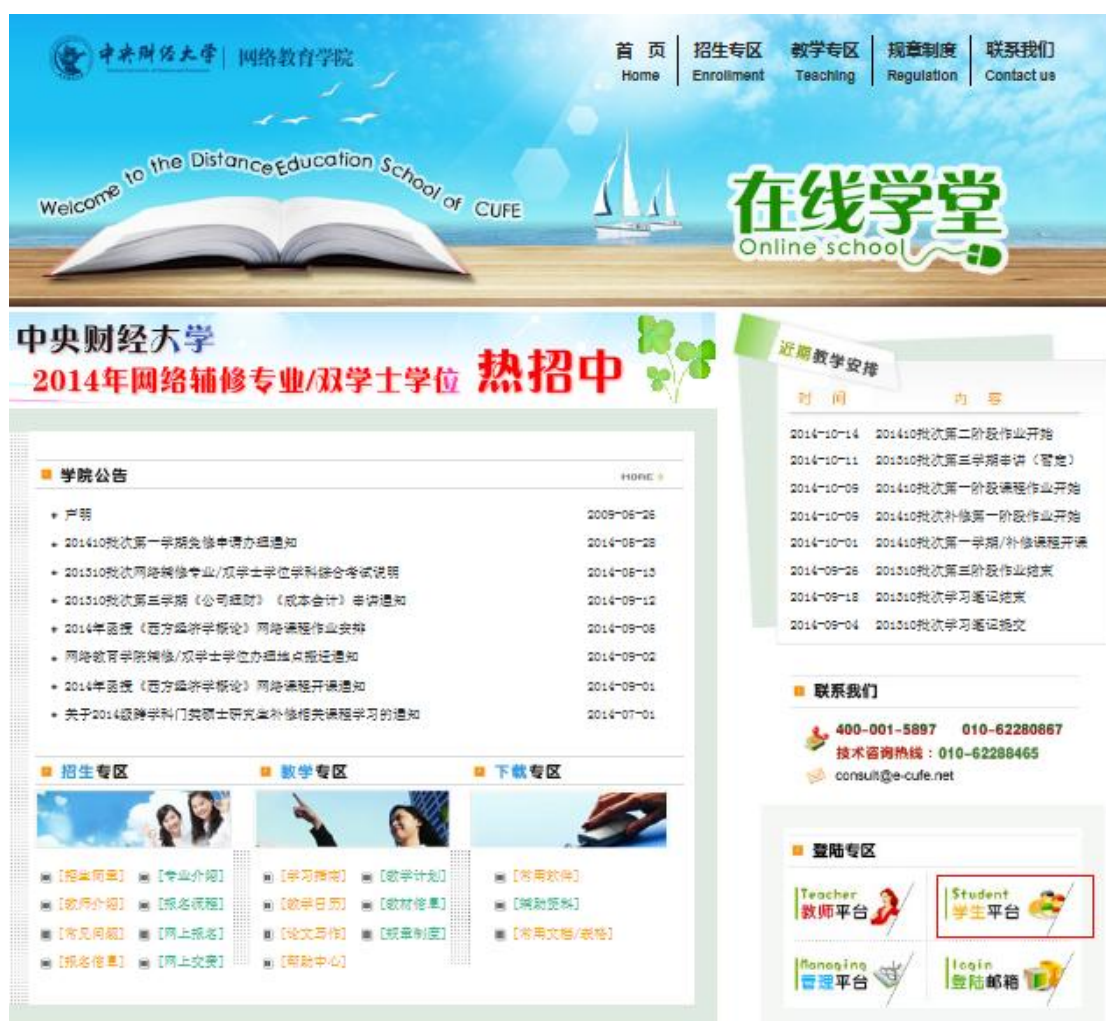 中央财经大学 网络教育学院
首 页 招生专区 教学专区 规章制度 联系我们
Home Enrollment Teaching Regulation Contact us
Welcome to the Distance Education School of CUFE
在线学堂
Online school
中央财经大学
2014年网络辅修专业/双学士学位 热招中
近期教学安排
时 间 内 容
2014-10-14 201410批次第二阶段作业开始
2014-10-11 201310批次第三学期串讲（暂定）
2014-10-09 201410批次第一阶段课程作业开始
2014-10-09 201410批次补修第一阶段作业开始
2014-10-01 201410批次第一学期/补修课程开课
2014-09-26 201310批次第三阶段作业结束
2014-09-18 201310批次学习笔记结束
2014-09-04 201310批次学习笔记提交
学院公告 MORE
声明 2009-06-26
201410批次第一学期免修申请办理通知
201310批次网络辅修专业/双学士学位学科综合考试说明
201310批次第三学期《公司理财》《成本会计》串讲通知 2014-09-12
2014年函授《西方经济学概论》网络课程作业安排
网络教育学院辅修/双学士学位办理地点搬迁通知 2014-09-02
2014年函授《西方经济学概论》网络课程开课通知 2014-09-01
关于2014级跨学科门类硕士研究生补修相关课程学习的通知 2014-07-01
联系我们
400-001-5897 010-62280867
技术咨询热线：010-62288465
consult@e-cufe.net
招生专区 教学专区 下载专区
[招生简章] [专业介绍] [学习指南] [教学计划] [常用软件]
[教师介绍] [报名流程] [教学日历] [教材信息] [辅助资料]
[常见问题] [网上报名] [论文写作] [规章制度] [常用文档/表格]
[报名信息] [网上交费] [帮助中心]
登陆专区
Teacher
教师平台
Student
学生平台
Managing
管理平台
login
登陆邮箱